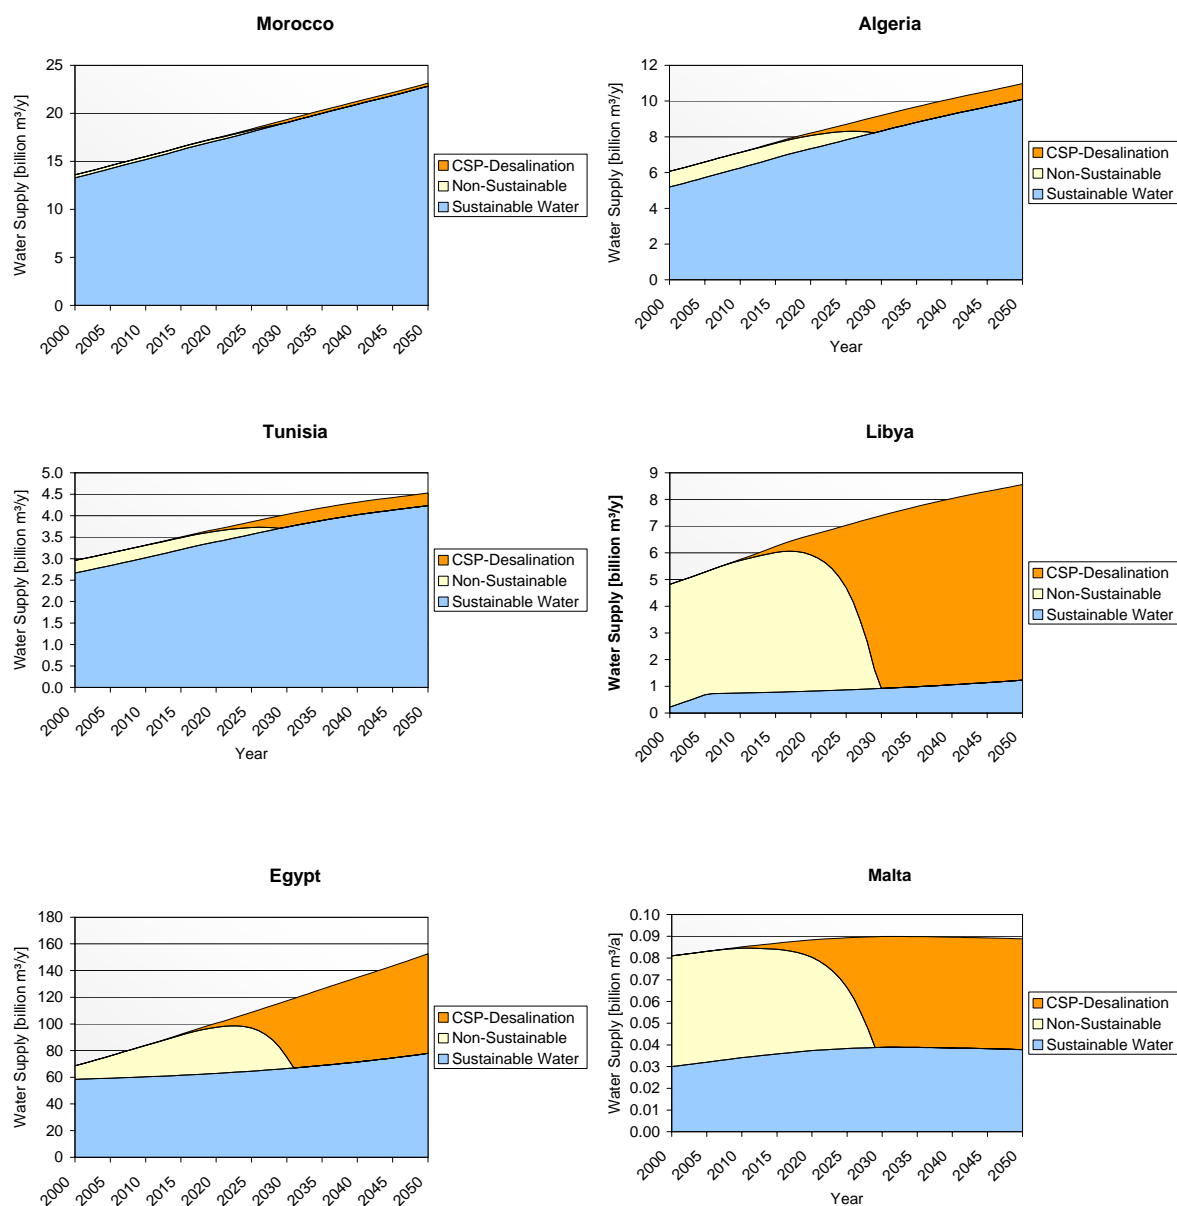 Morocco
Water Supply [billion m³/y]
25
20
15
10
5
0
2000 2005 2010 2015 2020 2025 2030 2035 2040 2045 2050
CSP-Desalination
Non-Sustainable
Sustainable Water
Algeria
Water Supply [billion m³/y]
12
10
8
6
4
2
0
2000 2005 2010 2015 2020 2025 2030 2035 2040 2045 2050
Year
CSP-Desalination
Non-Sustainable
Sustainable Water
Tunisia
Water Supply [billion m³/y]
5.0
4.5
4.0
3.5
3.0
2.5
2.0
1.5
1.0
0.5
0.0
2000 2005 2010 2015 2020 2025 2030 2035 2040 2045 2050
Year
CSP-Desalination
Non-Sustainable
Sustainable Water
Libya
Water Supply [billion m³/y]
9
8
7
6
5
4
3
2
1
0
2000 2005 2010 2015 2020 2025 2030 2035 2040 2045 2050
CSP-Desalination
Non-Sustainable
Sustainable Water
Egypt
Water Supply [billion m³/y]
180
160
140
120
100
80
60
40
20
0
2000 2005 2010 2015 2020 2025 2030 2035 2040 2045 2050
CSP-Desalination
Non-Sustainable
Sustainable Water
Malta
Water Supply [billion m³/a]
0.10
0.09
0.08
0.07
0.06
0.05
0.04
0.03
0.02
0.01
0.00
2000 2005 2010 2015 2020 2025 2030 2035 2040 2045 2050
Year
CSP-Desalination
Non-Sustainable
Sustainable Water